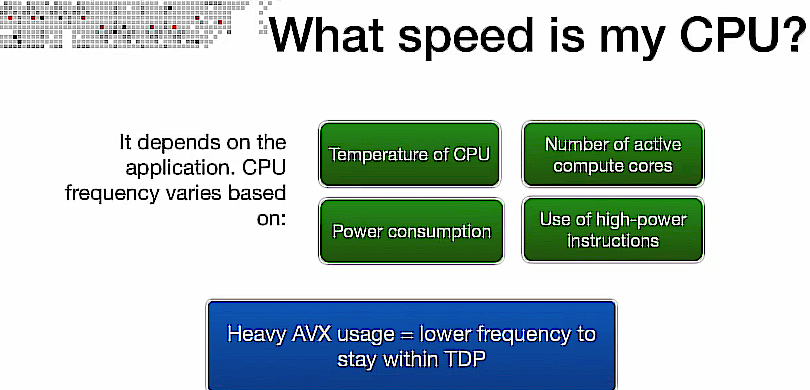 What speed is my CPU?
It depends on the
application. CPU
frequency varies based
on:
Temperature of CPU
Number of active
compute cores
Power consumption
Use of high-power
instructions
Heavy AVX usage = lower frequency to
stay within TDP